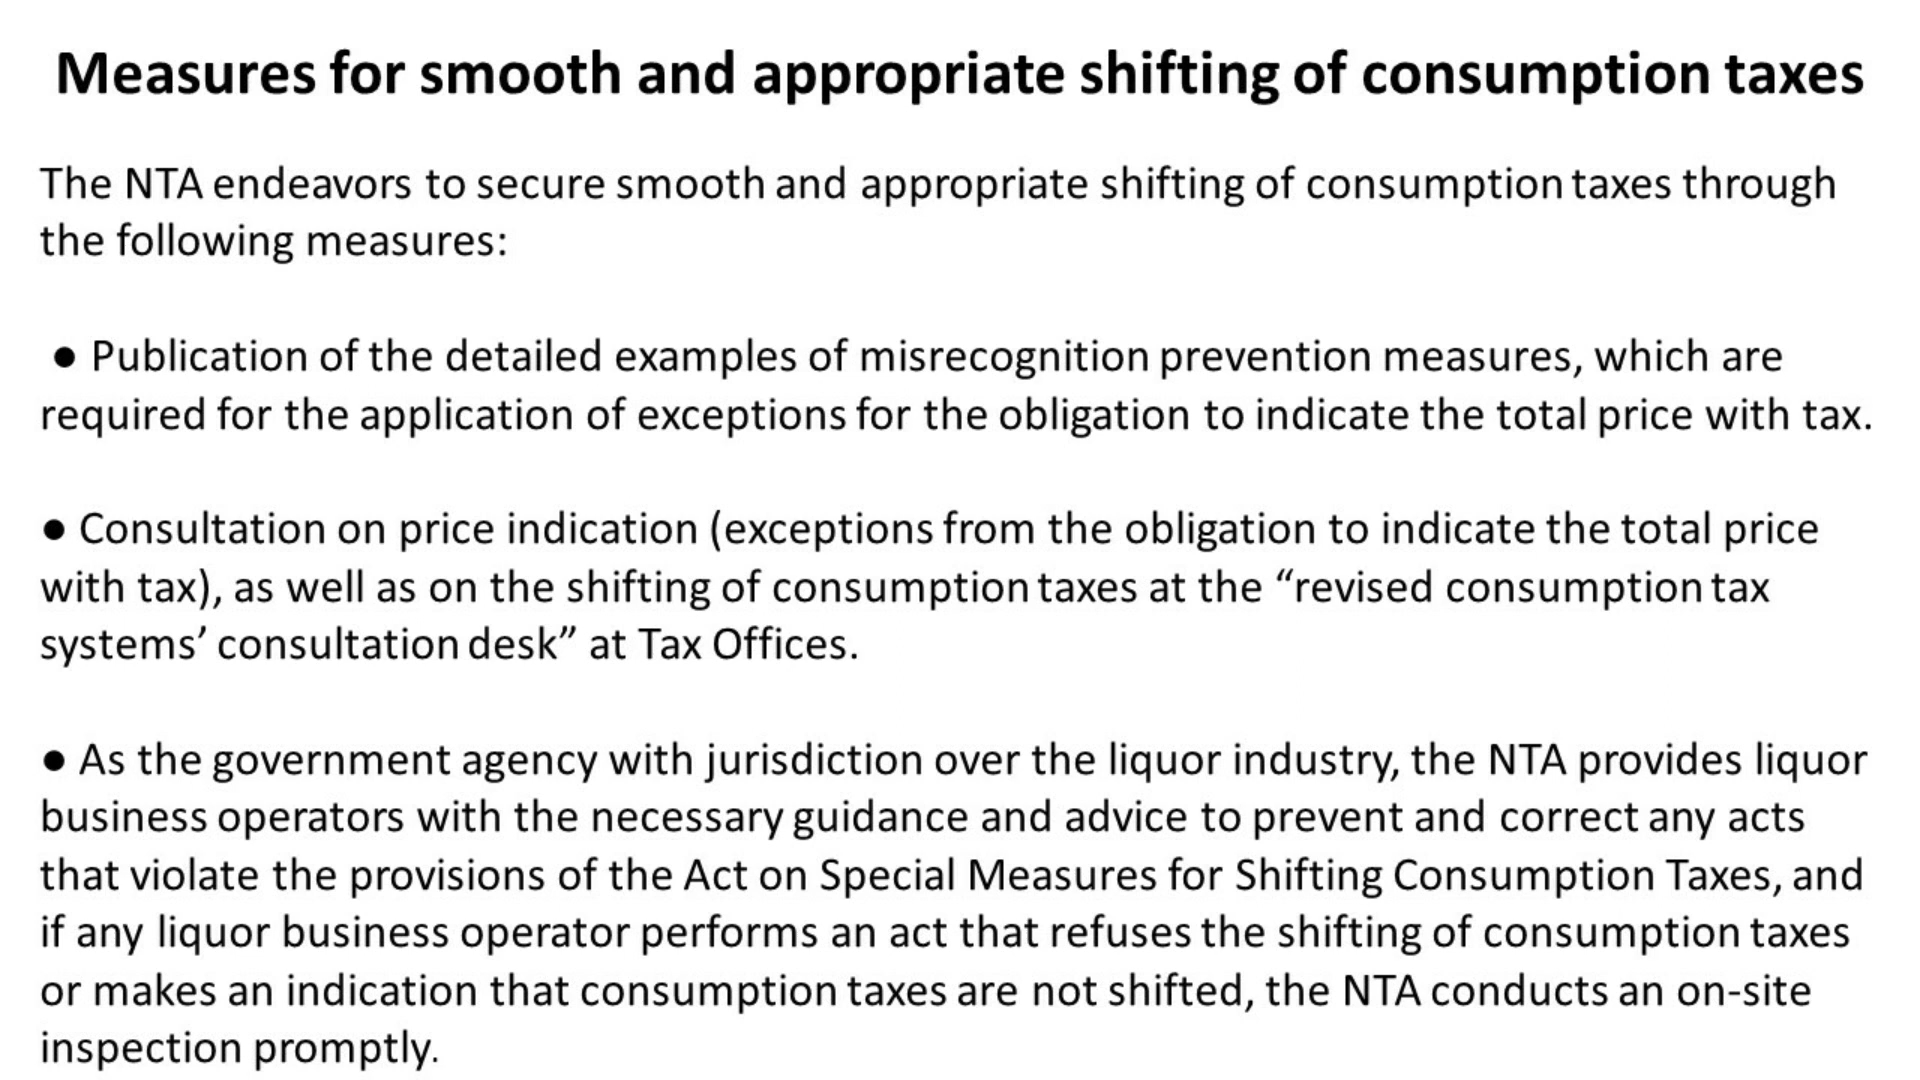 Measures for smooth and appropriate shifting of consumption taxes
The NTA endeavors to secure smooth and appropriate shifting of consumption taxes through
the following measures:
● Publication of the detailed examples of misrecognition prevention measures, which are
required for the application of exceptions for the obligation to indicate the total price with tax.
● Consultation on price indication (exceptions from the obligation to indicate the total price
with tax), as well as on the shifting of consumption taxes at the “revised consumption tax
systems’ consultation desk” at Tax Offices.
● As the government agency with jurisdiction over the liquor industry, the NTA provides liquor
business operators with the necessary guidance and advice to prevent and correct any acts
that violate the provisions of the Act on Special Measures for Shifting Consumption Taxes, and
if any liquor business operator performs an act that refuses the shifting of consumption taxes
or makes an indication that consumption taxes are not shifted, the NTA conducts an on-site
inspection promptly.